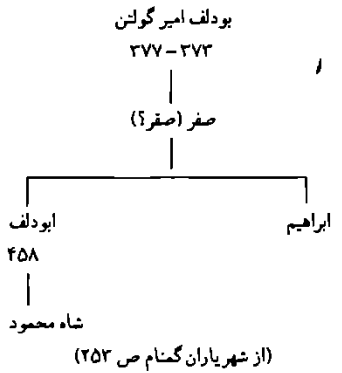 بودلف امیر گولتن
۳۷۷ – ۳۷۳
صفر (صقر؟)
ابراهیم
ابودلف
۴۵۸
شاه محمود
(از شهریاران گمنام ص ۲۵۳)